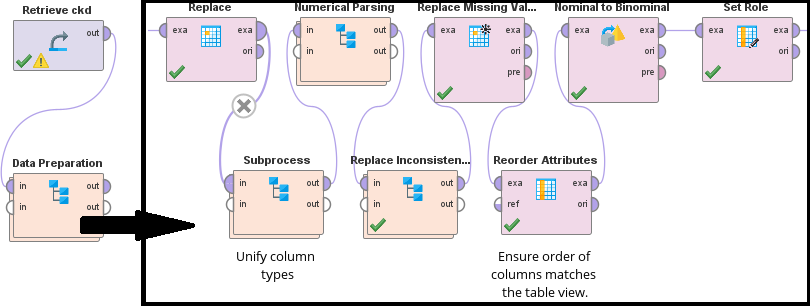 Retrieve ckd
out
Data Preparation
in
out
in
out
Replace
exa
exa
ori
Subprocess
in
out
in
out
Unify column
types
Numerical Parsing
in
out
in
out
Replace Inconsisten...
in
out
in
out
Replace Missing Val...
exa
exa
ori
pre
Reorder Attributes
exa
exa
ref
ori
Ensure order of
columns matches
the table view.
Nominal to Binominal
exa
exa
ori
pre
Set Role
exa
exa
ori